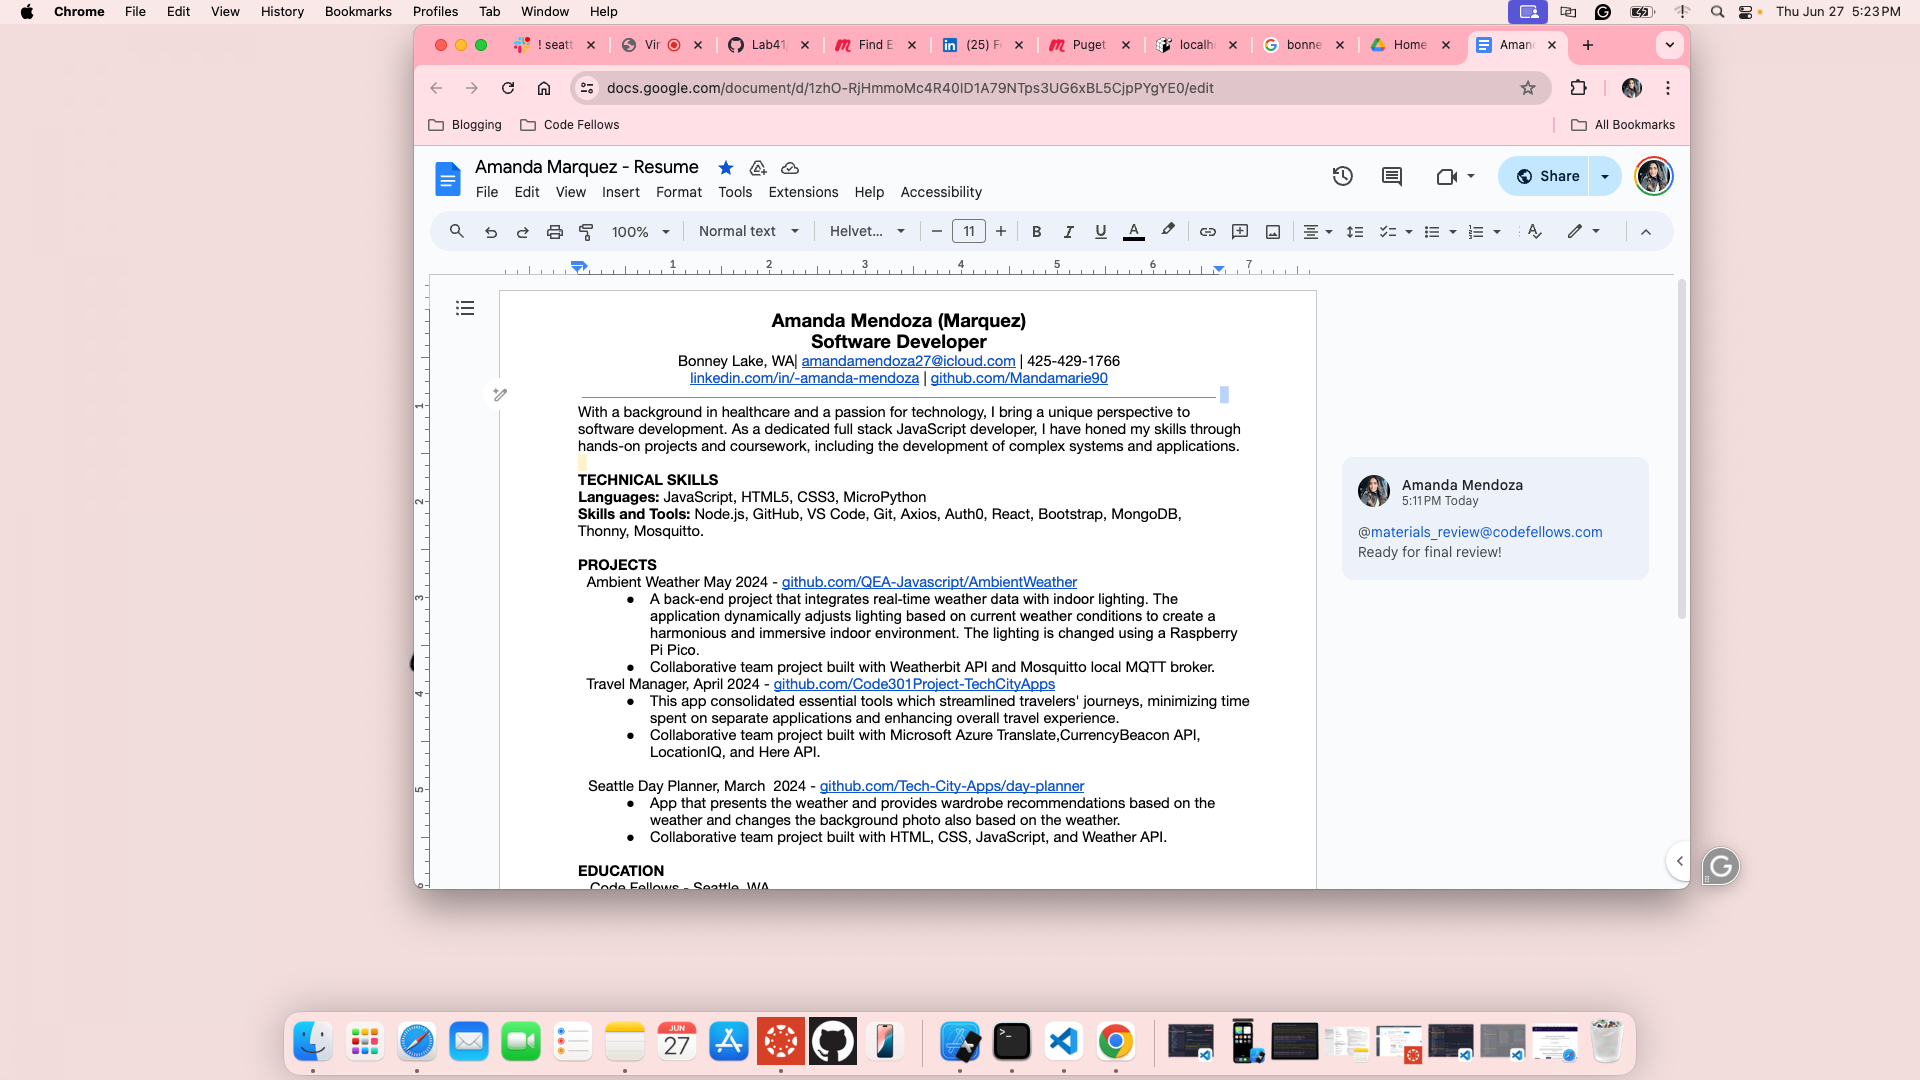 Chrome File Edit View History Bookmarks Profiles Tab Window Help Thu Jun 27 5:23 PM
! seatt Vir Lab41 Find E (25) F Puget localh bonne Home Aman
docs.google.com/document/d/1zhO-RjHmmoMc4R40ID1A79NTps3UG6xBL5CjpPYgYE0/edit
Blogging Code Fellows All Bookmarks
Amanda Marquez - Resume
File Edit View Insert Format Tools Extensions Help Accessibility
Share
100% Normal text Helvet... 11 B I U A
1 2 3 4 5 6 7
Amanda Mendoza (Marquez)
Software Developer
Bonney Lake, WA| amandamendoza27@icloud.com | 425-429-1766
linkedin.com/in/-amanda-mendoza | github.com/Mandamarie90
With a background in healthcare and a passion for technology, I bring a unique perspective to
software development. As a dedicated full stack JavaScript developer, I have honed my skills through
hands-on projects and coursework, including the development of complex systems and applications.
TECHNICAL SKILLS
Languages: JavaScript, HTML5, CSS3, MicroPython
Skills and Tools: Node.js, GitHub, VS Code, Git, Axios, Auth0, React, Bootstrap, MongoDB,
Thonny, Mosquitto.
PROJECTS
Ambient Weather May 2024 - github.com/QEA-Javascript/AmbientWeather
● A back-end project that integrates real-time weather data with indoor lighting. The
application dynamically adjusts lighting based on current weather conditions to create a
harmonious and immersive indoor environment. The lighting is changed using a Raspberry
Pi Pico.
● Collaborative team project built with Weatherbit API and Mosquitto local MQTT broker.
Travel Manager, April 2024 - github.com/Code301Project-TechCityApps
● This app consolidated essential tools which streamlined travelers' journeys, minimizing time
spent on separate applications and enhancing overall travel experience.
● Collaborative team project built with Microsoft Azure Translate,CurrencyBeacon API,
LocationIQ, and Here API.
Seattle Day Planner, March 2024 - github.com/Tech-City-Apps/day-planner
● App that presents the weather and provides wardrobe recommendations based on the
weather and changes the background photo also based on the weather.
● Collaborative team project built with HTML, CSS, JavaScript, and Weather API.
EDUCATION
Code Fellows - Seattle, WA
Amanda Mendoza
5:11 PM Today
@materials_review@codefellows.com
Ready for final review!
1
2
3
4
5
JUN
27